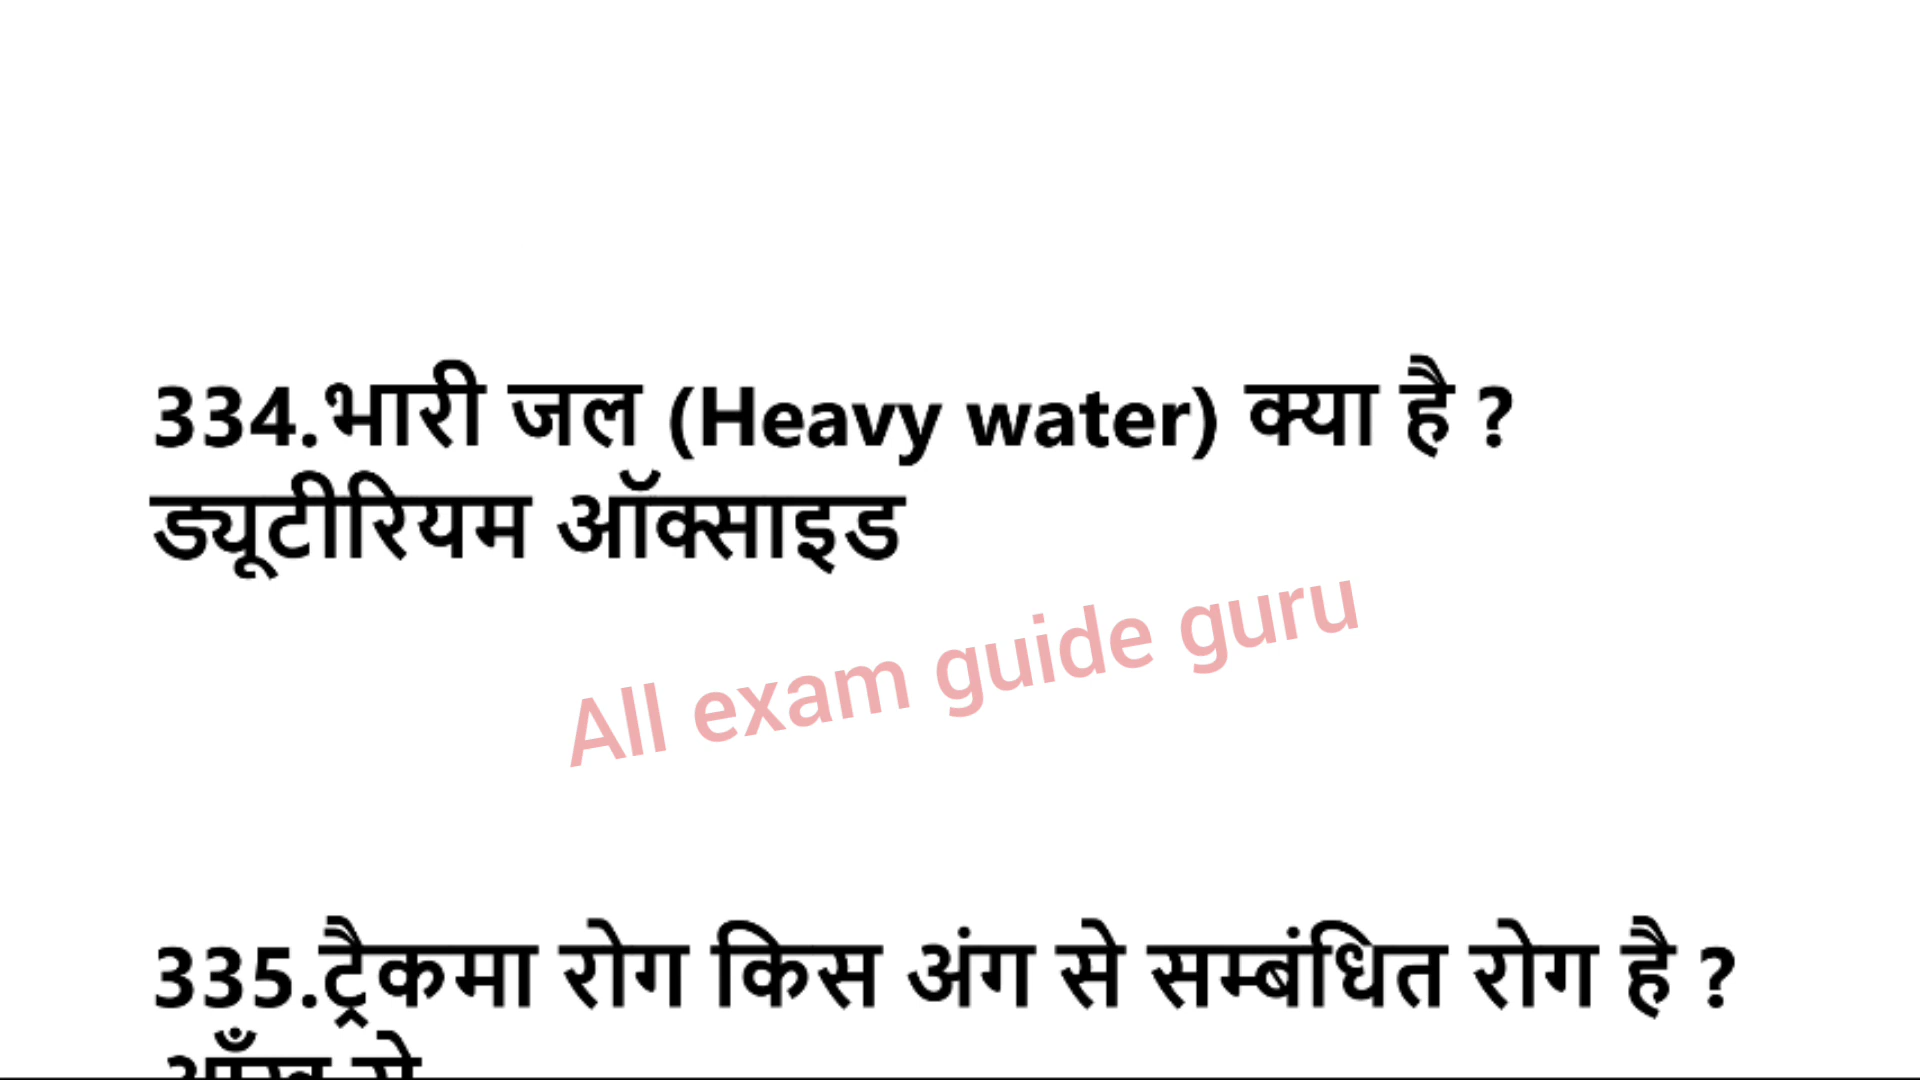 334.भारी जल (Heavy water) क्या है ?
ड्यूटीरियम ऑक्साइड
All exam guide guru
335.ट्रैकमा रोग किस अंग से सम्बंधित रोग है ?
आँख से